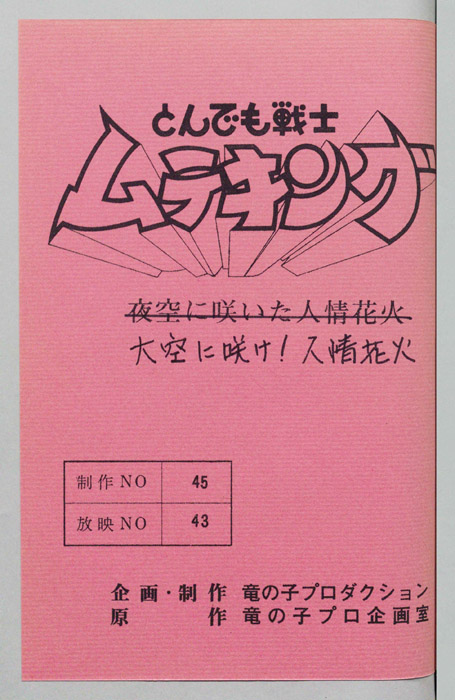 とんでも戦士
ムテキング
夜空に咲いた人情花火
大空に咲け!人情花火
制作NO 45
放映NO 43
企画・制作 竜の子プロダクション
原作 竜の子プロ企画室